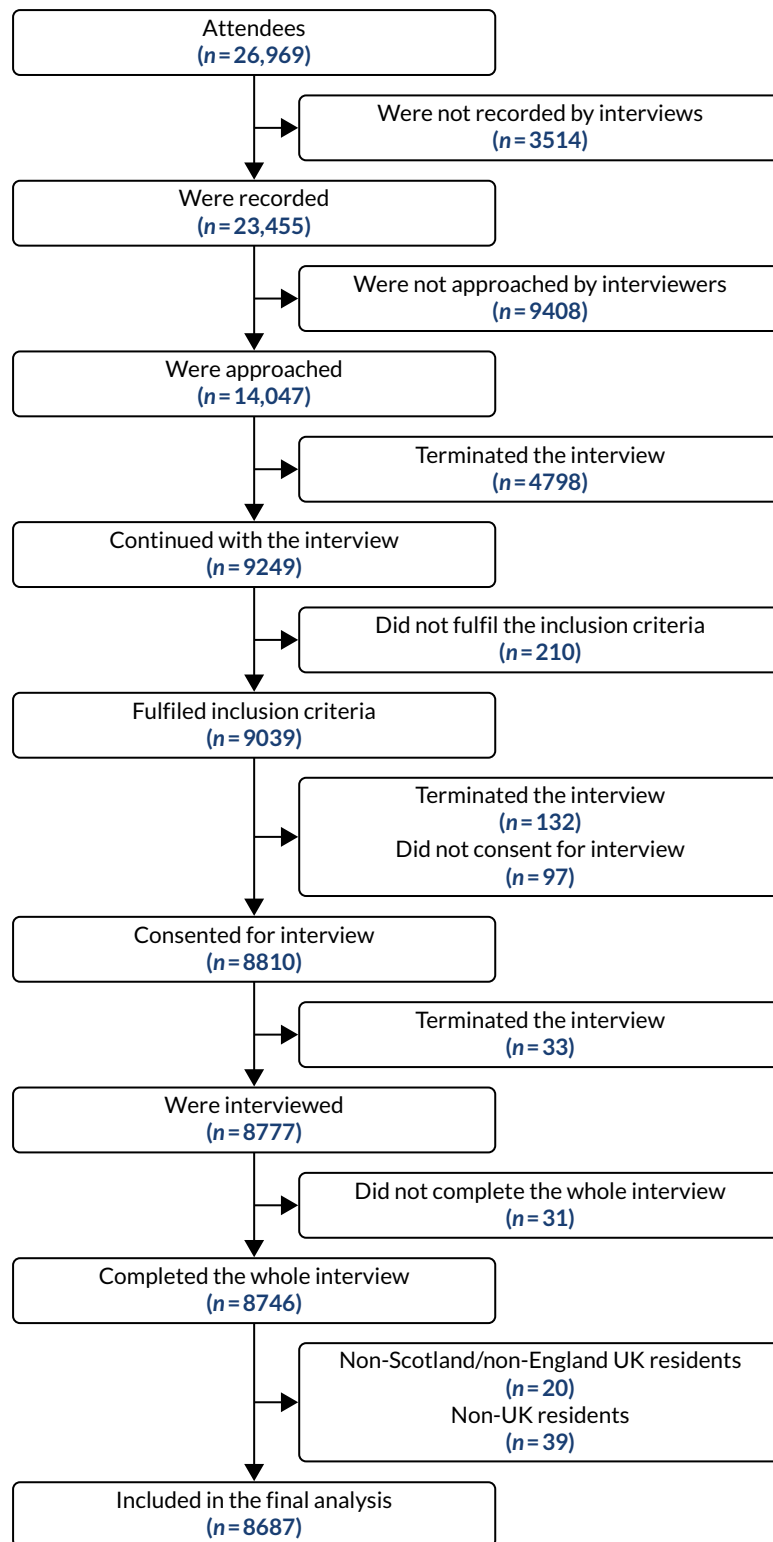 Attendees
(n=26,969)
Were not recorded by interviews
(n=3514)
Were recorded
(n=23,455)
Were not approached by interviewers
(n=9408)
Were approached
(n=14,047)
Terminated the interview
(n=4798)
Continued with the interview
(n=9249)
Did not fulfil the inclusion criteria
(n=210)
Fulfiled inclusion criteria
(n=9039)
Terminated the interview
(n=132)
Did not consent for interview
(n=97)
Consented for interview
(n=8810)
Terminated the interview
(n=33)
Were interviewed
(n=8777)
Did not complete the whole interview
(n=31)
Completed the whole interview
(n=8746)
Non-Scotland/non-England UK residents
(n=20)
Non-UK residents
(n=39)
Included in the final analysis
(n=8687)